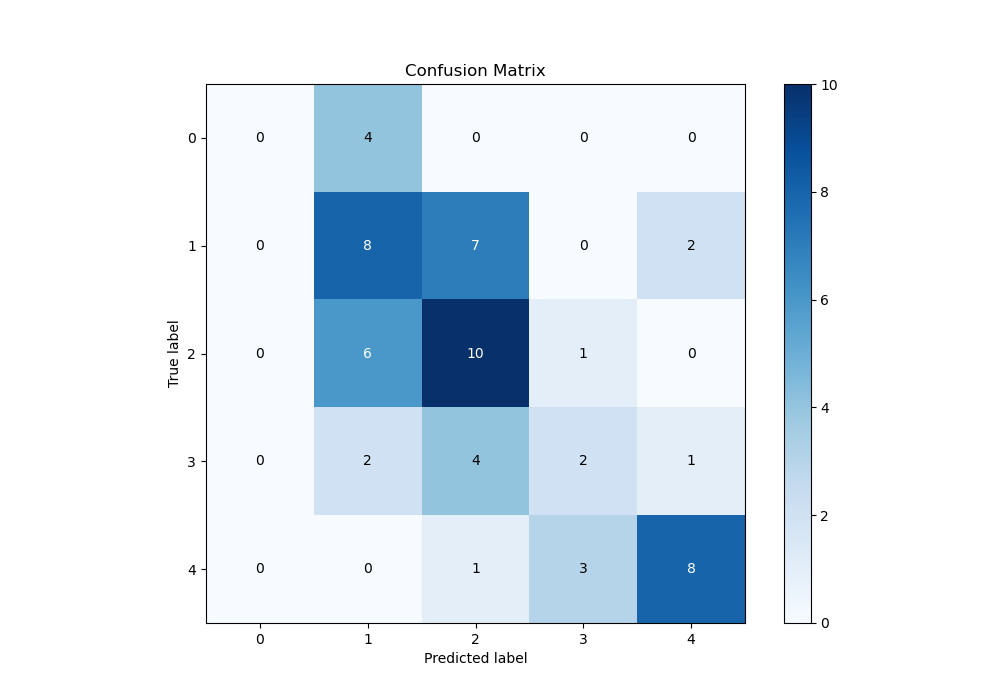 Confusion Matrix
0 0 4 0 0 0
1 0 8 7 0 2
2 0 6 10 1 0
3 0 2 4 2 1
4 0 0 1 3 8
0 1 2 3 4
Predicted label
True label
10
8
6
4
2
0